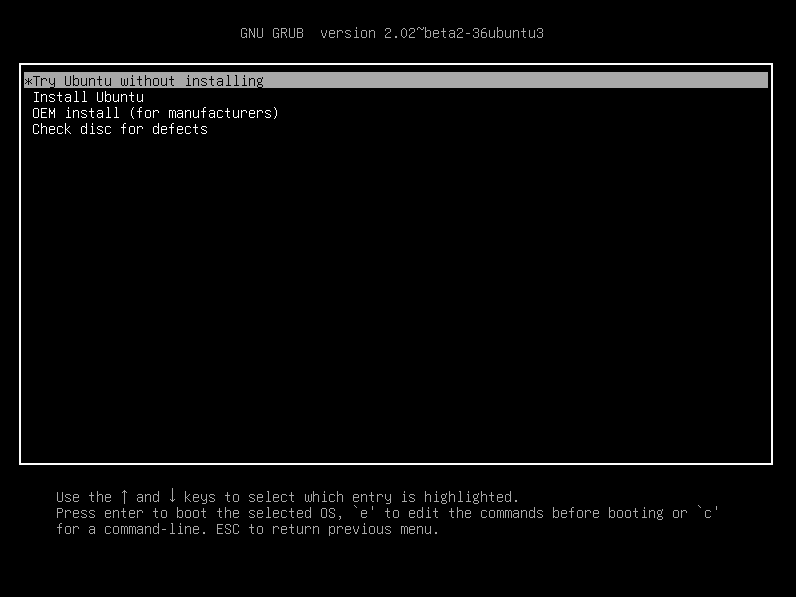 GNU GRUB  version 2.02~beta2-36ubuntu3
*Try Ubuntu without installing
Install Ubuntu
OEM install (for manufacturers)
Check disc for defects
Use the ↑ and ↓ keys to select which entry is highlighted.
Press enter to boot the selected OS, `e' to edit the commands before booting or `c'
for a command-line. ESC to return previous menu.